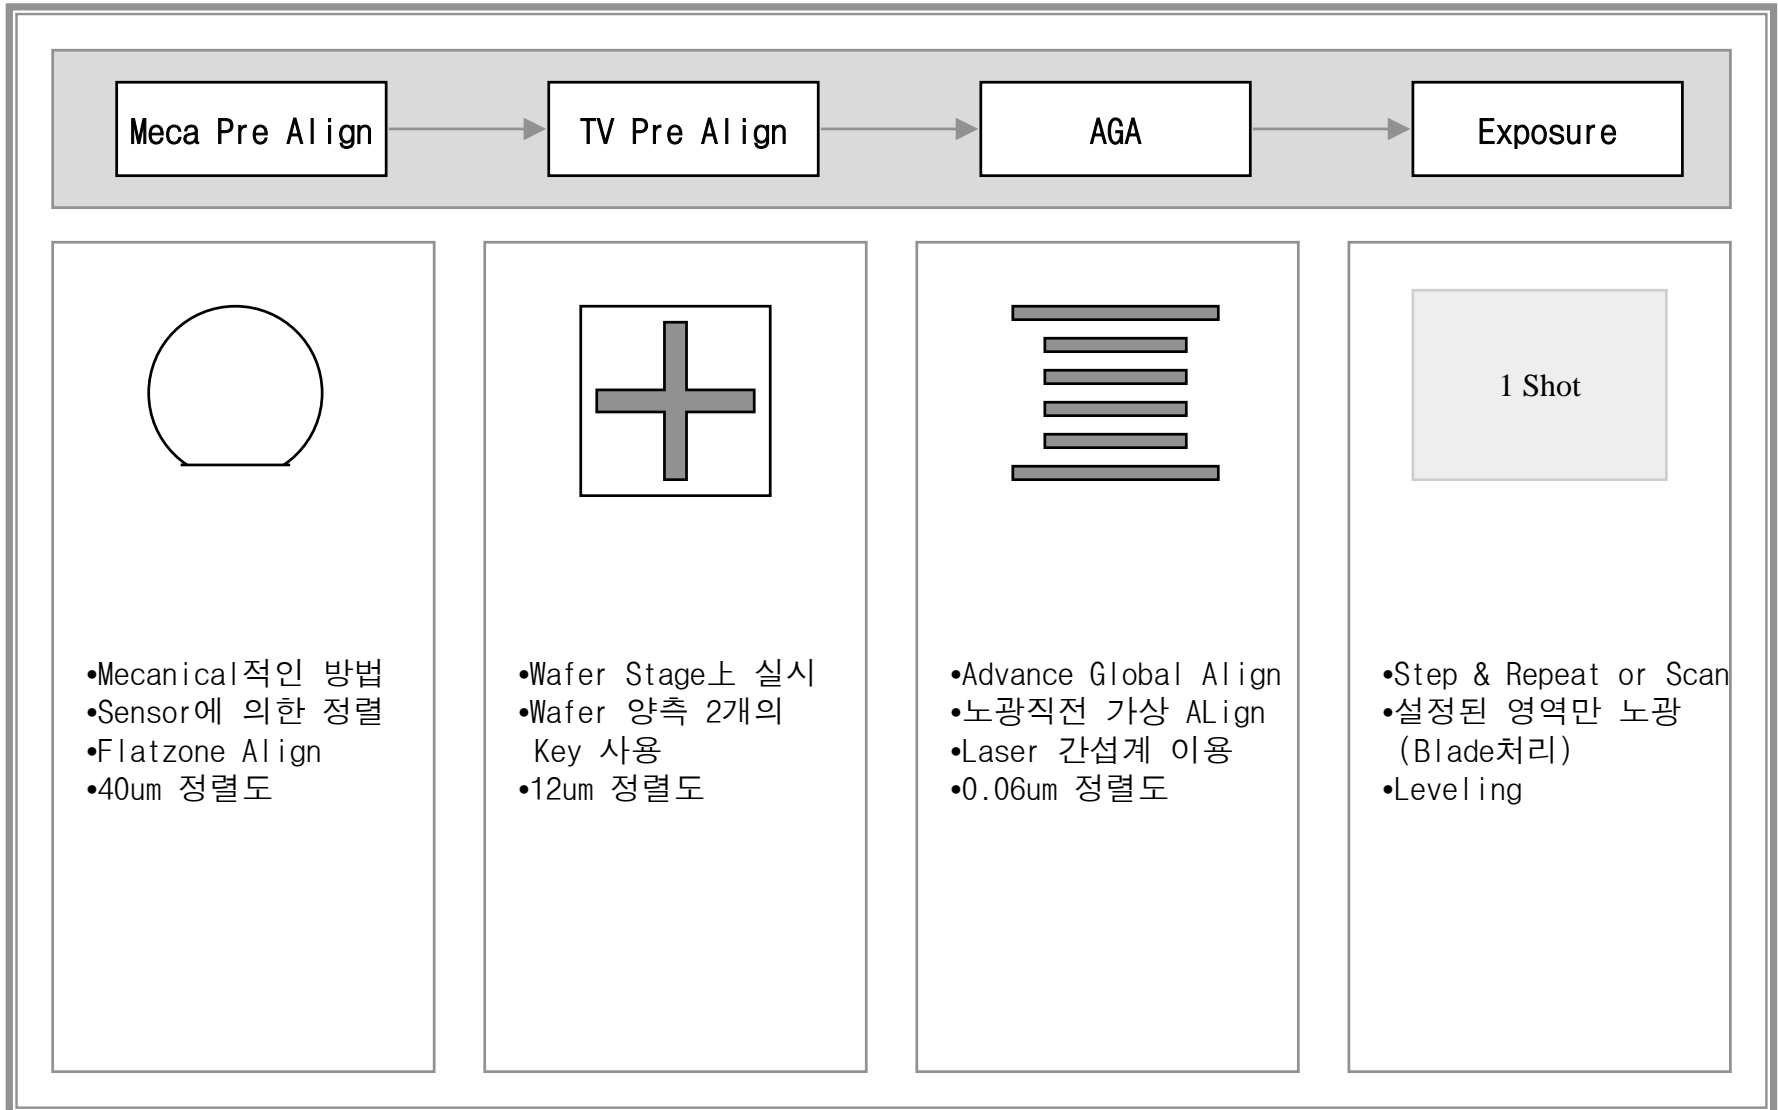 Meca Pre Align
TV Pre Align
AGA
Exposure
1 Shot
•Mecanical적인 방법
•Sensor에 의한 정렬
•Flatzone Align
•40um 정렬도
•Wafer Stage上 실시
•Wafer 양측 2개의
Key 사용
•12um 정렬도
•Advance Global Align
•노광직전 가상 ALign
•Laser 간섭계 이용
•0.06um 정렬도
•Step & Repeat or Scan
•설정된 영역만 노광
(Blade처리)
•Leveling